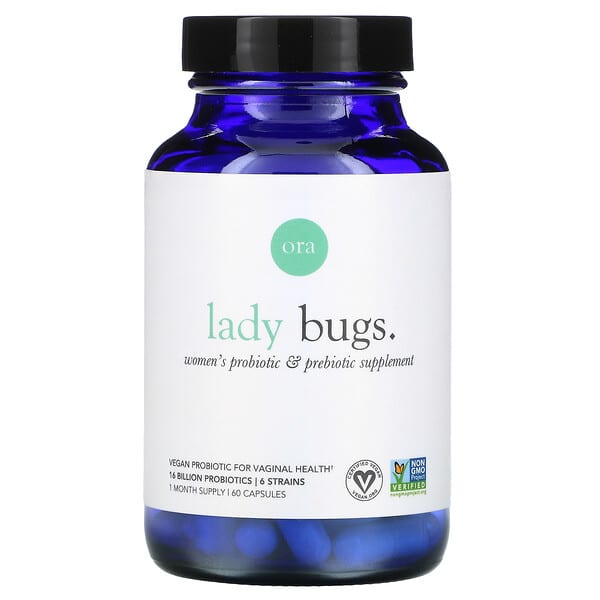 ora
lady bugs.
women's probiotic & prebiotic supplement
VEGAN PROBIOTIC FOR VAGINAL HEALTH†
16 BILLION PROBIOTICS | 6 STRAINS
1 MONTH SUPPLY | 60 CAPSULES
CERTIFIED VEGAN
VEGAN.ORG
NON
GMO
Project
VERIFIED
nongmoproject.org